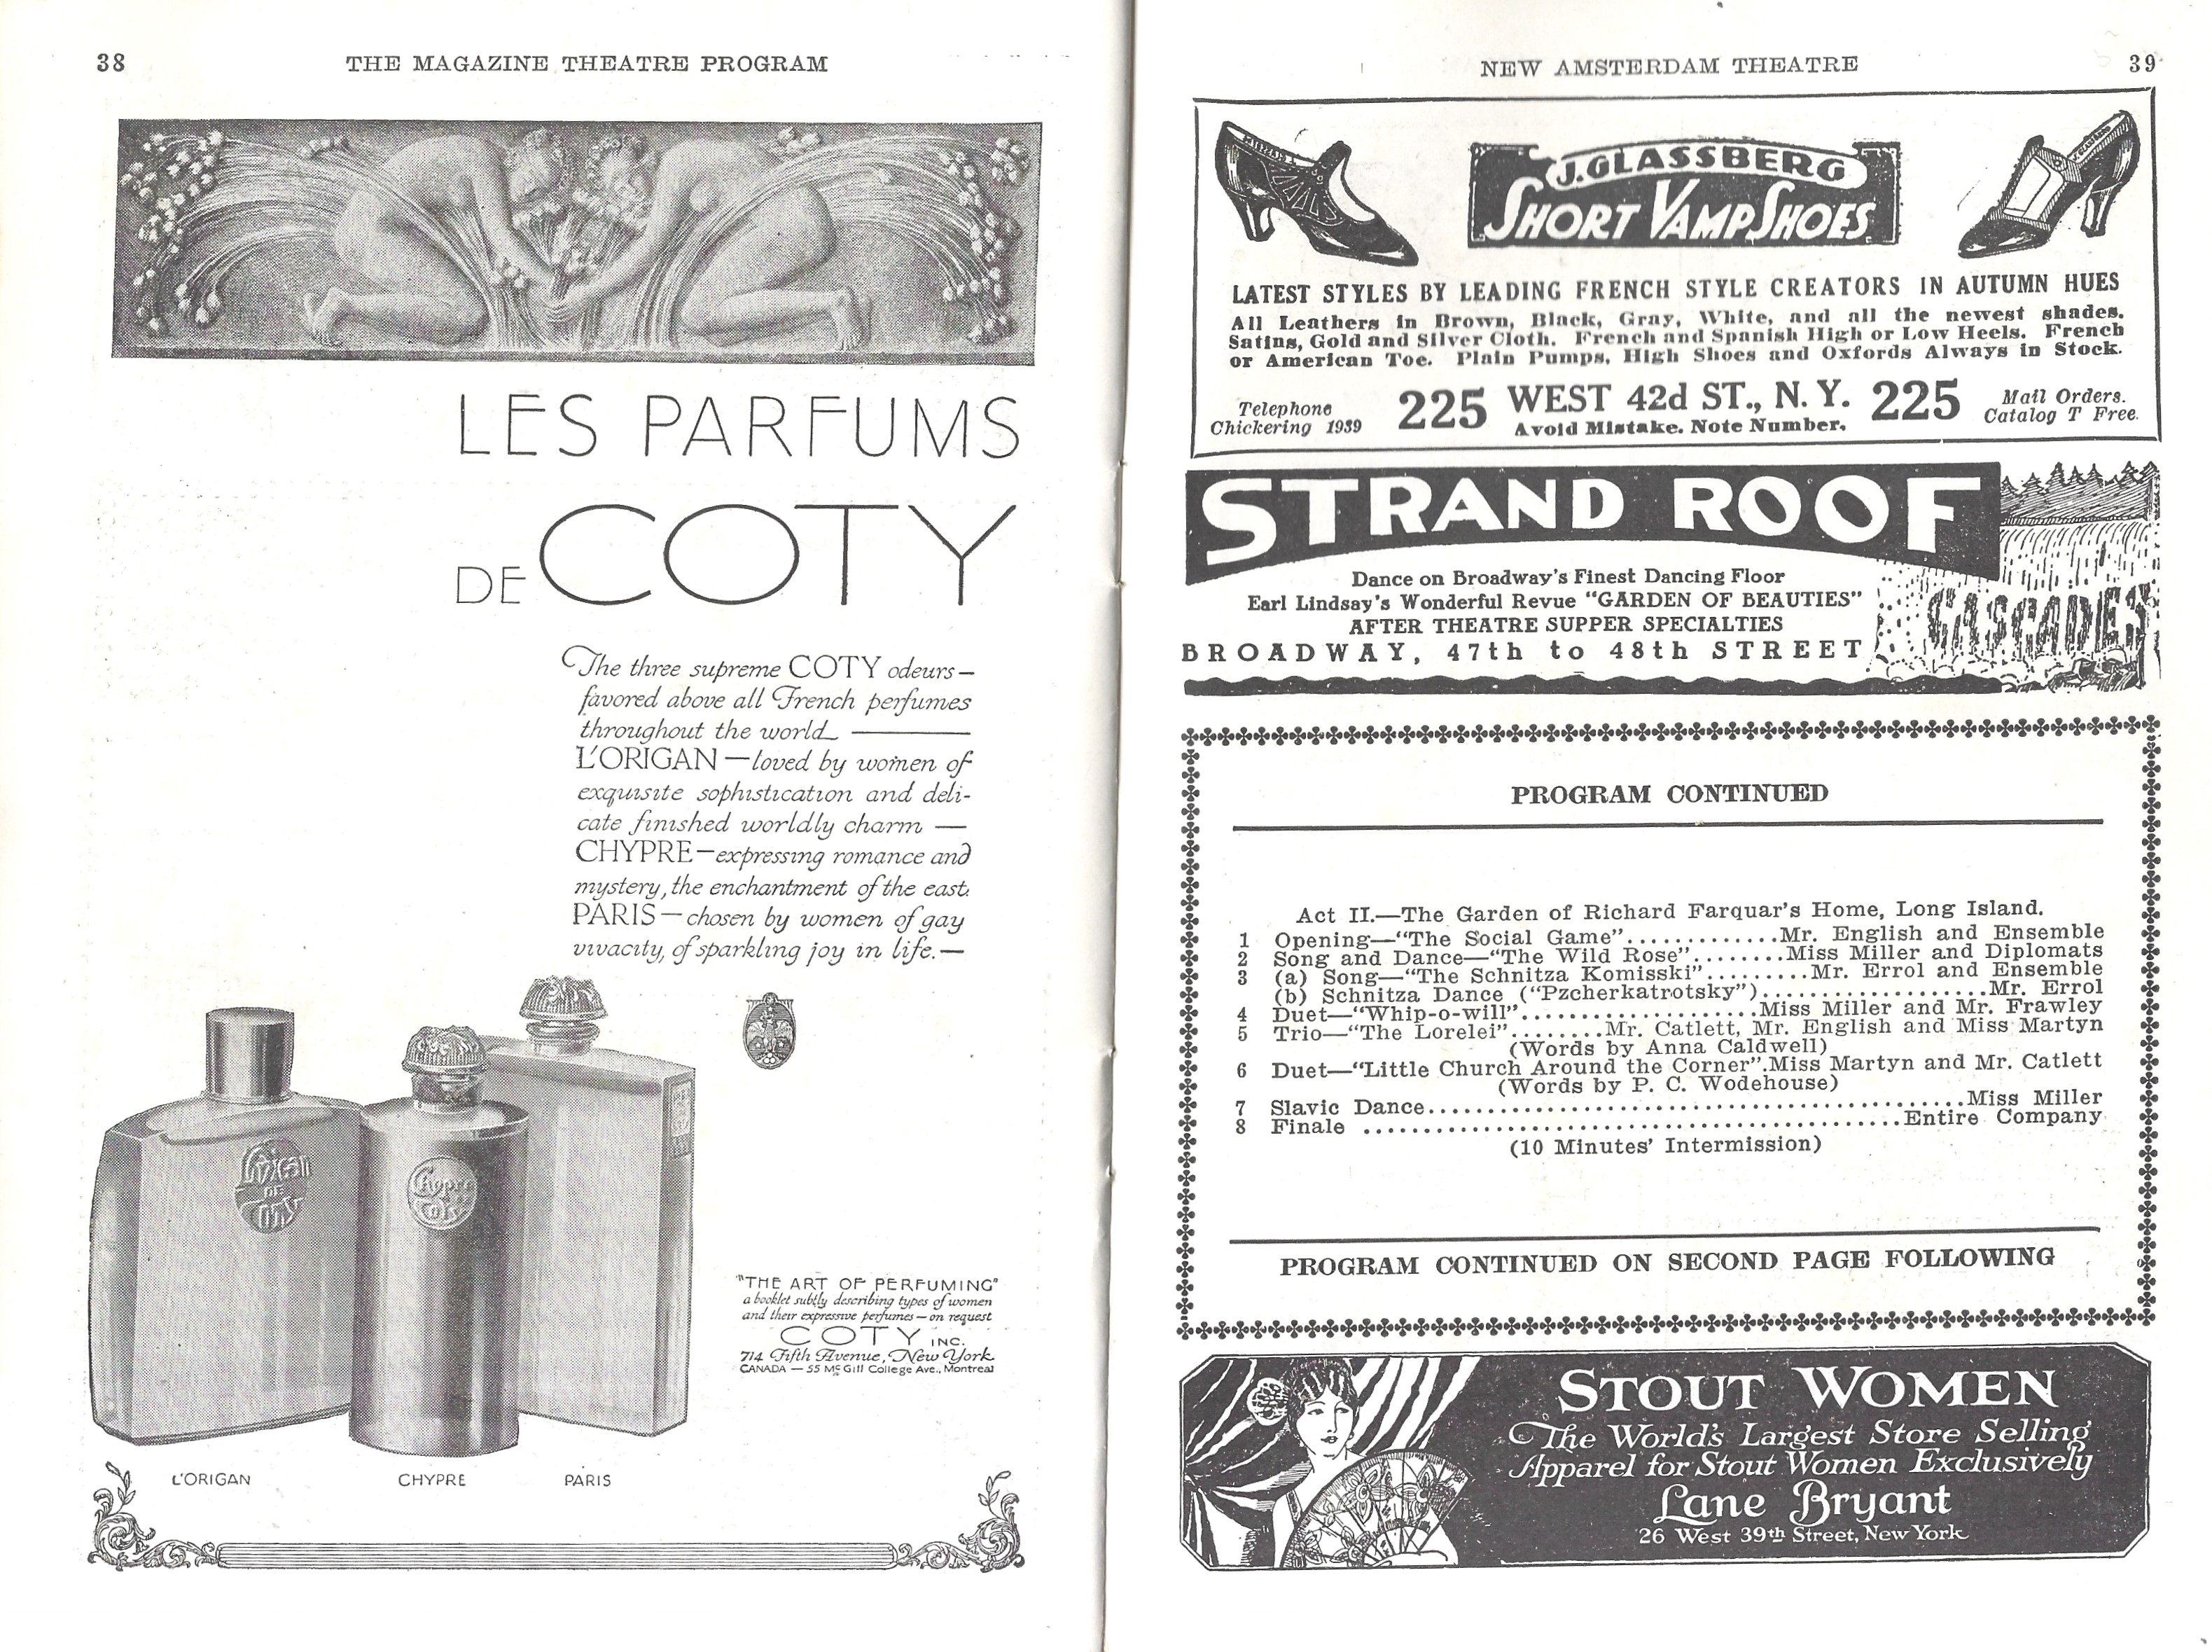 38
THE MAGAZINE THEATRE PROGRAM
LES PARFUMS
DE COTY
The three supreme COTY odeurs—
favored above all French perfumes
throughout the world —
L'ORIGAN—loved by women of
exquisite sophistication and deli-
cate finished worldly charm —
CHYPRE—expressing romance and
mystery, the enchantment of the east.
PARIS—chosen by women of gay
vivacity, of sparkling joy in life.—
L'Origan
DE
COTY
Chypre
Coty
L'ORIGAN
CHYPRE
PARIS
"THE ART OF PERFUMING"
a booklet subtly describing types of women
and their expressive perfumes—on request
COTY INC.
714 Fifth Avenue, New York
CANADA — 55 McGill College Ave., Montreal
NEW AMSTERDAM THEATRE
39
J. GLASSBERG
SHORT VAMP SHOES
LATEST STYLES BY LEADING FRENCH STYLE CREATORS IN AUTUMN HUES
All Leathers in Brown, Black, Gray, White, and all the newest shades.
Satins, Gold and Silver Cloth. French and Spanish High or Low Heels. French
or American Toe. Plain Pumps, High Shoes and Oxfords Always in Stock.
Telephone
Chickering 1939
225 WEST 42d ST., N. Y. 225
Avoid Mistake. Note Number.
Mail Orders.
Catalog T Free.
STRAND ROOF
Dance on Broadway's Finest Dancing Floor
Earl Lindsay's Wonderful Revue "GARDEN OF BEAUTIES"
AFTER THEATRE SUPPER SPECIALTIES
BROADWAY, 47th to 48th STREET
CASCADES
PROGRAM CONTINUED
Act II.—The Garden of Richard Farquar's Home, Long Island.
1 Opening—"The Social Game".............Mr. English and Ensemble
2 Song and Dance—"The Wild Rose"........Miss Miller and Diplomats
3 (a) Song—"The Schnitza Komisski".........Mr. Errol and Ensemble
(b) Schnitza Dance ("Pzcherkatrotsky")...................Mr. Errol
4 Duet—"Whip-o-will"....................Miss Miller and Mr. Frawley
5 Trio—"The Lorelei"........Mr. Catlett, Mr. English and Miss Martyn
(Words by Anna Caldwell)
6 Duet—"Little Church Around the Corner".Miss Martyn and Mr. Catlett
(Words by P. C. Wodehouse)
7 Slavic Dance..............................................Miss Miller
8 Finale ..............................................Entire Company
(10 Minutes' Intermission)
PROGRAM CONTINUED ON SECOND PAGE FOLLOWING
STOUT WOMEN
The World's Largest Store Selling
Apparel for Stout Women Exclusively
Lane Bryant
26 West 39th Street, New York